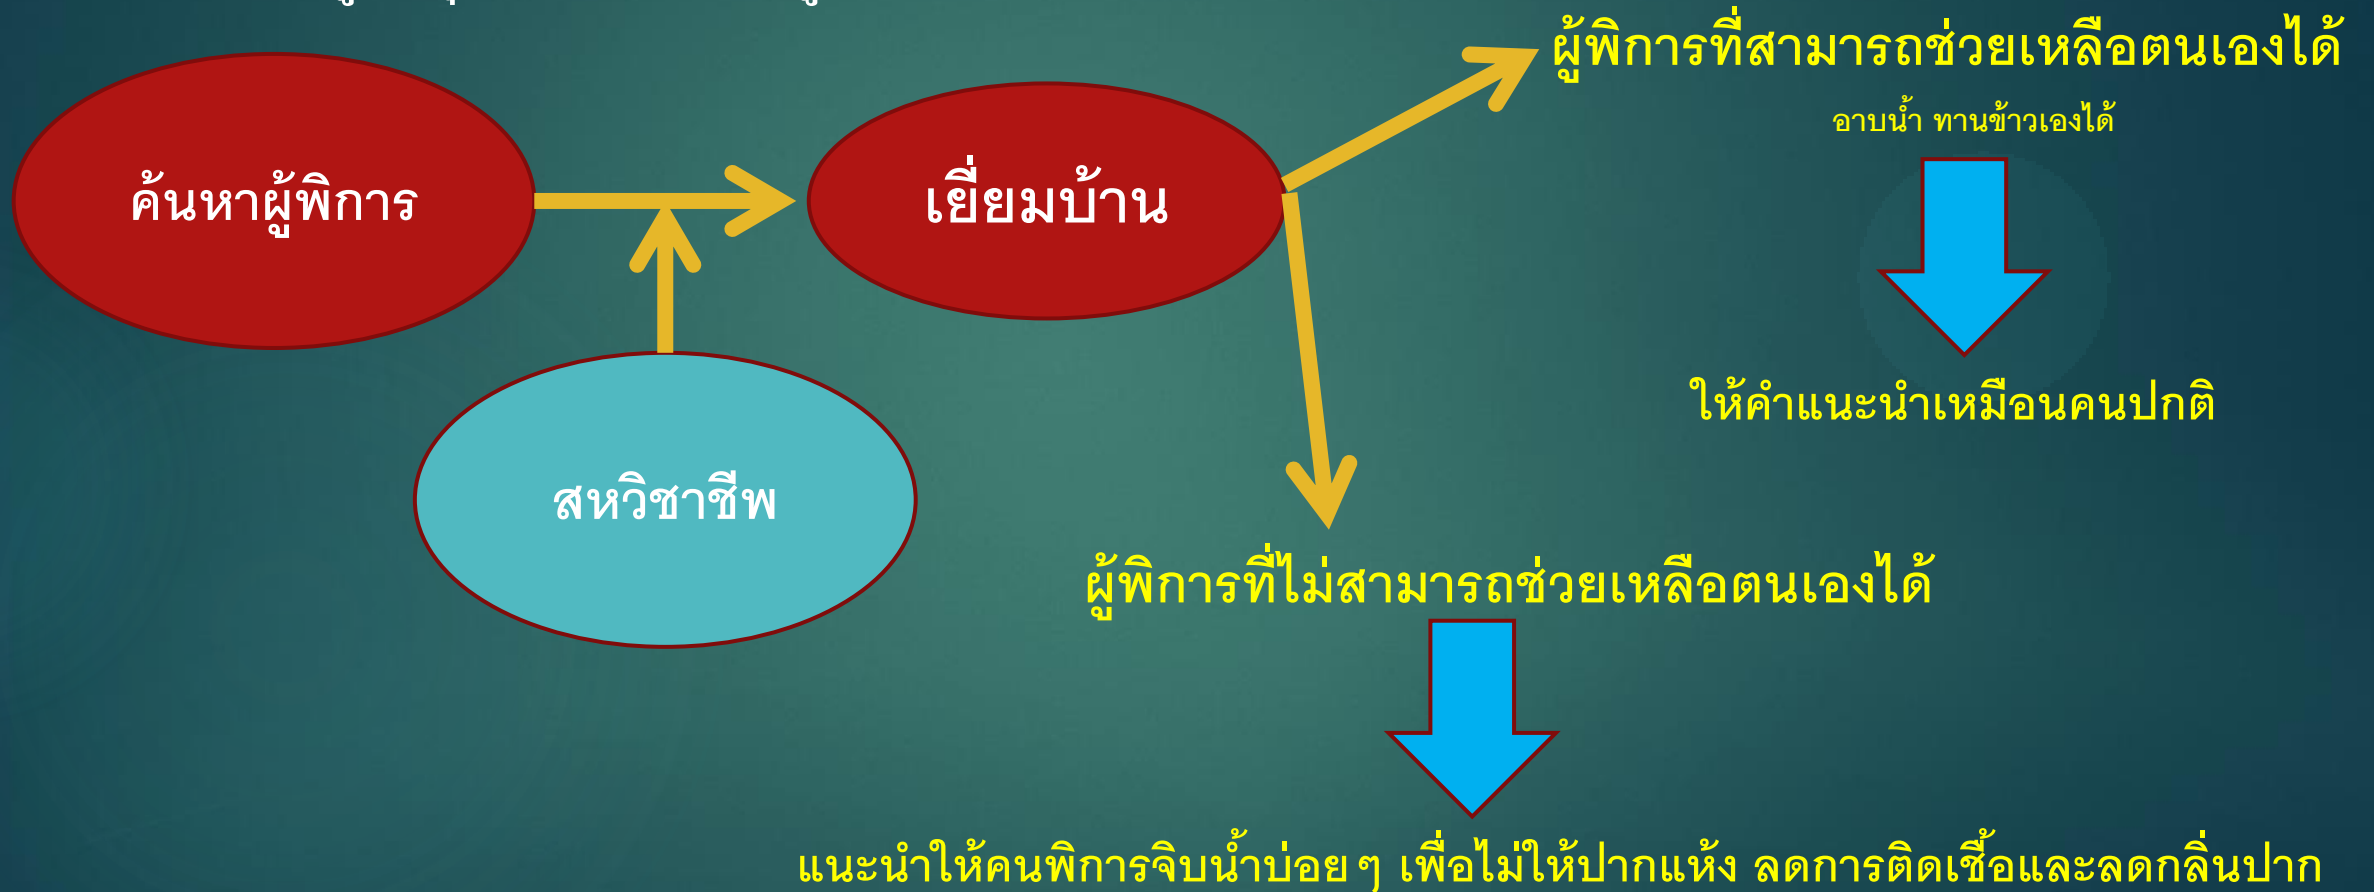 ผู้พิการที่สามารถช่วยเหลือตนเองได้
อาบน้ำ ทานข้าวเองได้
ค้นหาผู้พิการ
เยี่ยมบ้าน
ให้คำแนะนำเหมือนคนปกติ
สหวิชาชีพ
ผู้พิการที่ไม่สามารถช่วยเหลือตนเองได้
แนะนำให้คนพิการจิบน้ำบ่อยๆ เพื่อไม่ให้ปากแห้ง ลดการติดเชื้อและลดกลิ่นปาก